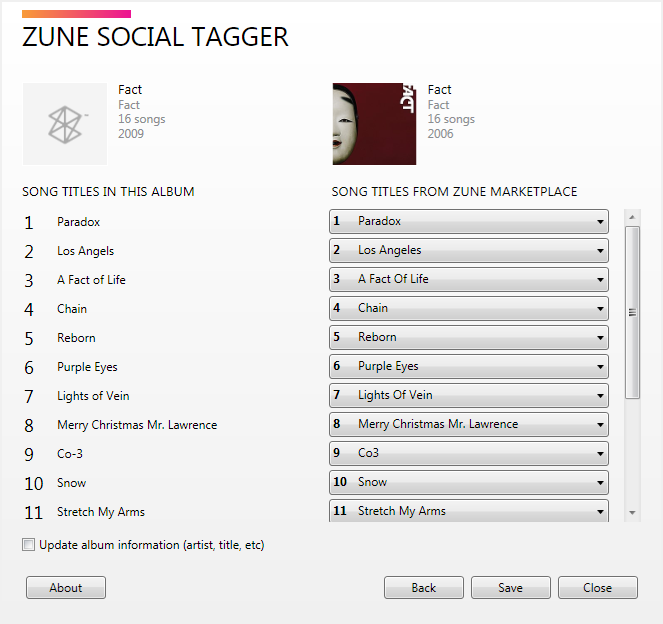 ZUNE SOCIAL TAGGER
Fact
Fact
16 songs
2009
FACT
Fact
Fact
16 songs
2006
SONG TITLES IN THIS ALBUM
SONG TITLES FROM ZUNE MARKETPLACE
1 Paradox
1 Paradox
2 Los Angels
2 Los Angeles
3 A Fact of Life
3 A Fact Of Life
4 Chain
4 Chain
5 Reborn
5 Reborn
6 Purple Eyes
6 Purple Eyes
7 Lights of Vein
7 Lights Of Vein
8 Merry Christmas Mr. Lawrence
8 Merry Christmas Mr. Lawrence
9 Co-3
9 Co3
10 Snow
10 Snow
11 Stretch My Arms
11 Stretch My Arms
Update album information (artist, title, etc)
About
Back
Save
Close